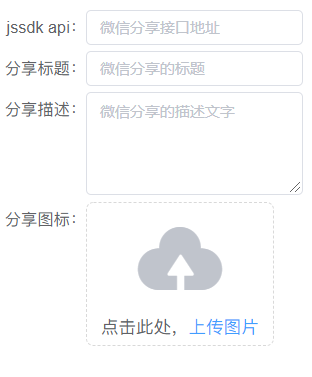 jssdk api： 微信分享接口地址
分享标题： 微信分享的标题
分享描述： 微信分享的描述文字
分享图标：
点击此处，上传图片